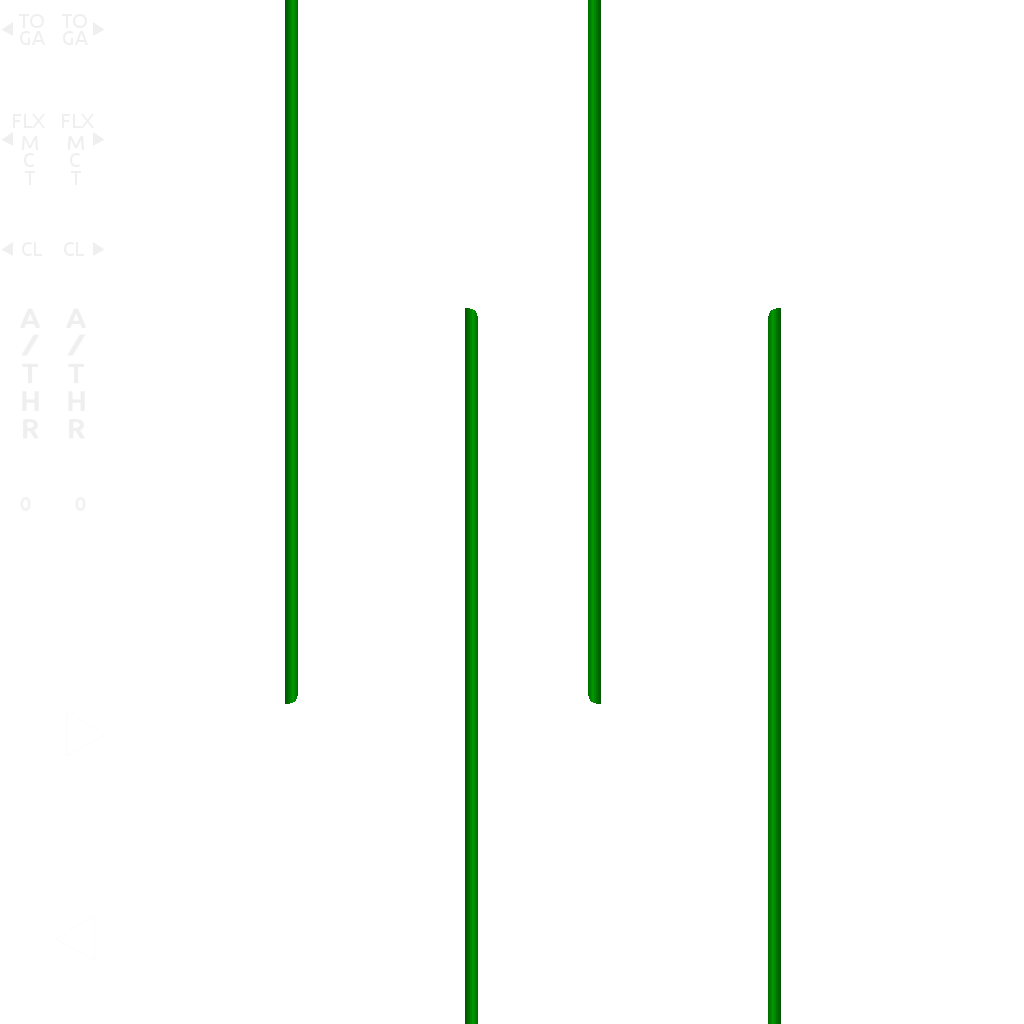 TO TO
GA GA
FLX FLX
M M
C C
T T
CL CL
A A
/ /
T T
H H
R R
0 0